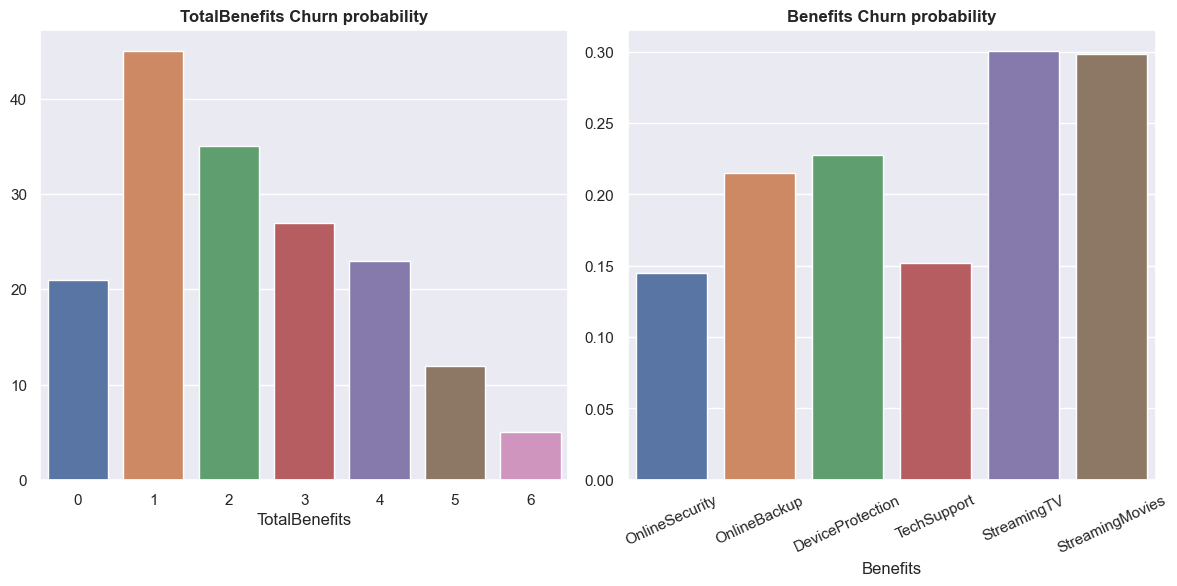 TotalBenefits Churn probability
40
30
20
10
0
0 1 2 3 4 5 6
TotalBenefits
Benefits Churn probability
0.30
0.25
0.20
0.15
0.10
0.05
0.00
OnlineSecurity OnlineBackup DeviceProtection TechSupport StreamingTV StreamingMovies
Benefits